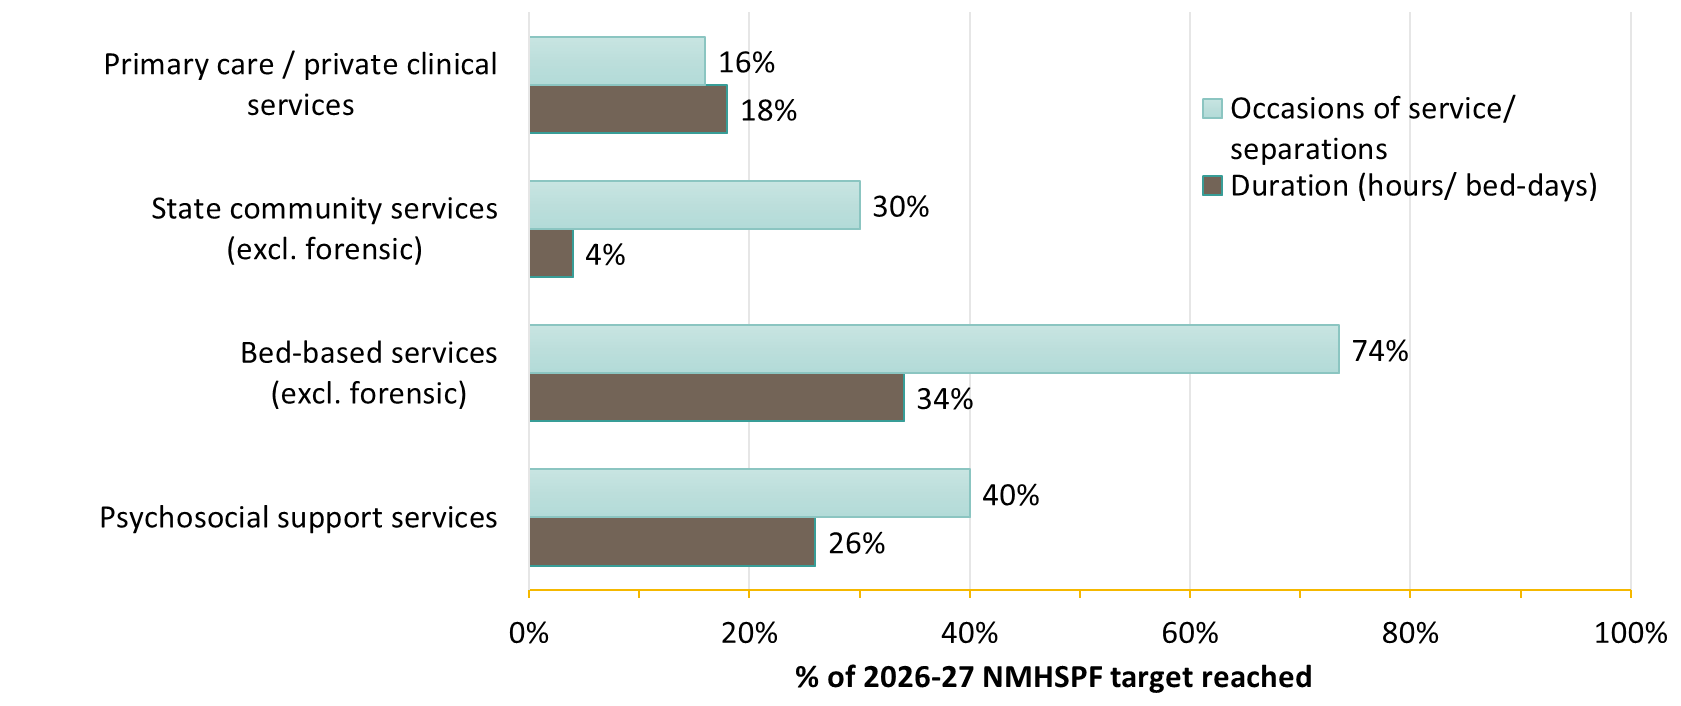 Primary care / private clinical
services
16%
18%
Occasions of service/
separations
Duration (hours/ bed-days)
State community services
(excl. forensic)
30%
4%
Bed-based services
(excl. forensic)
74%
34%
Psychosocial support services
40%
26%
0% 20% 40% 60% 80% 100%
% of 2026-27 NMHSPF target reached